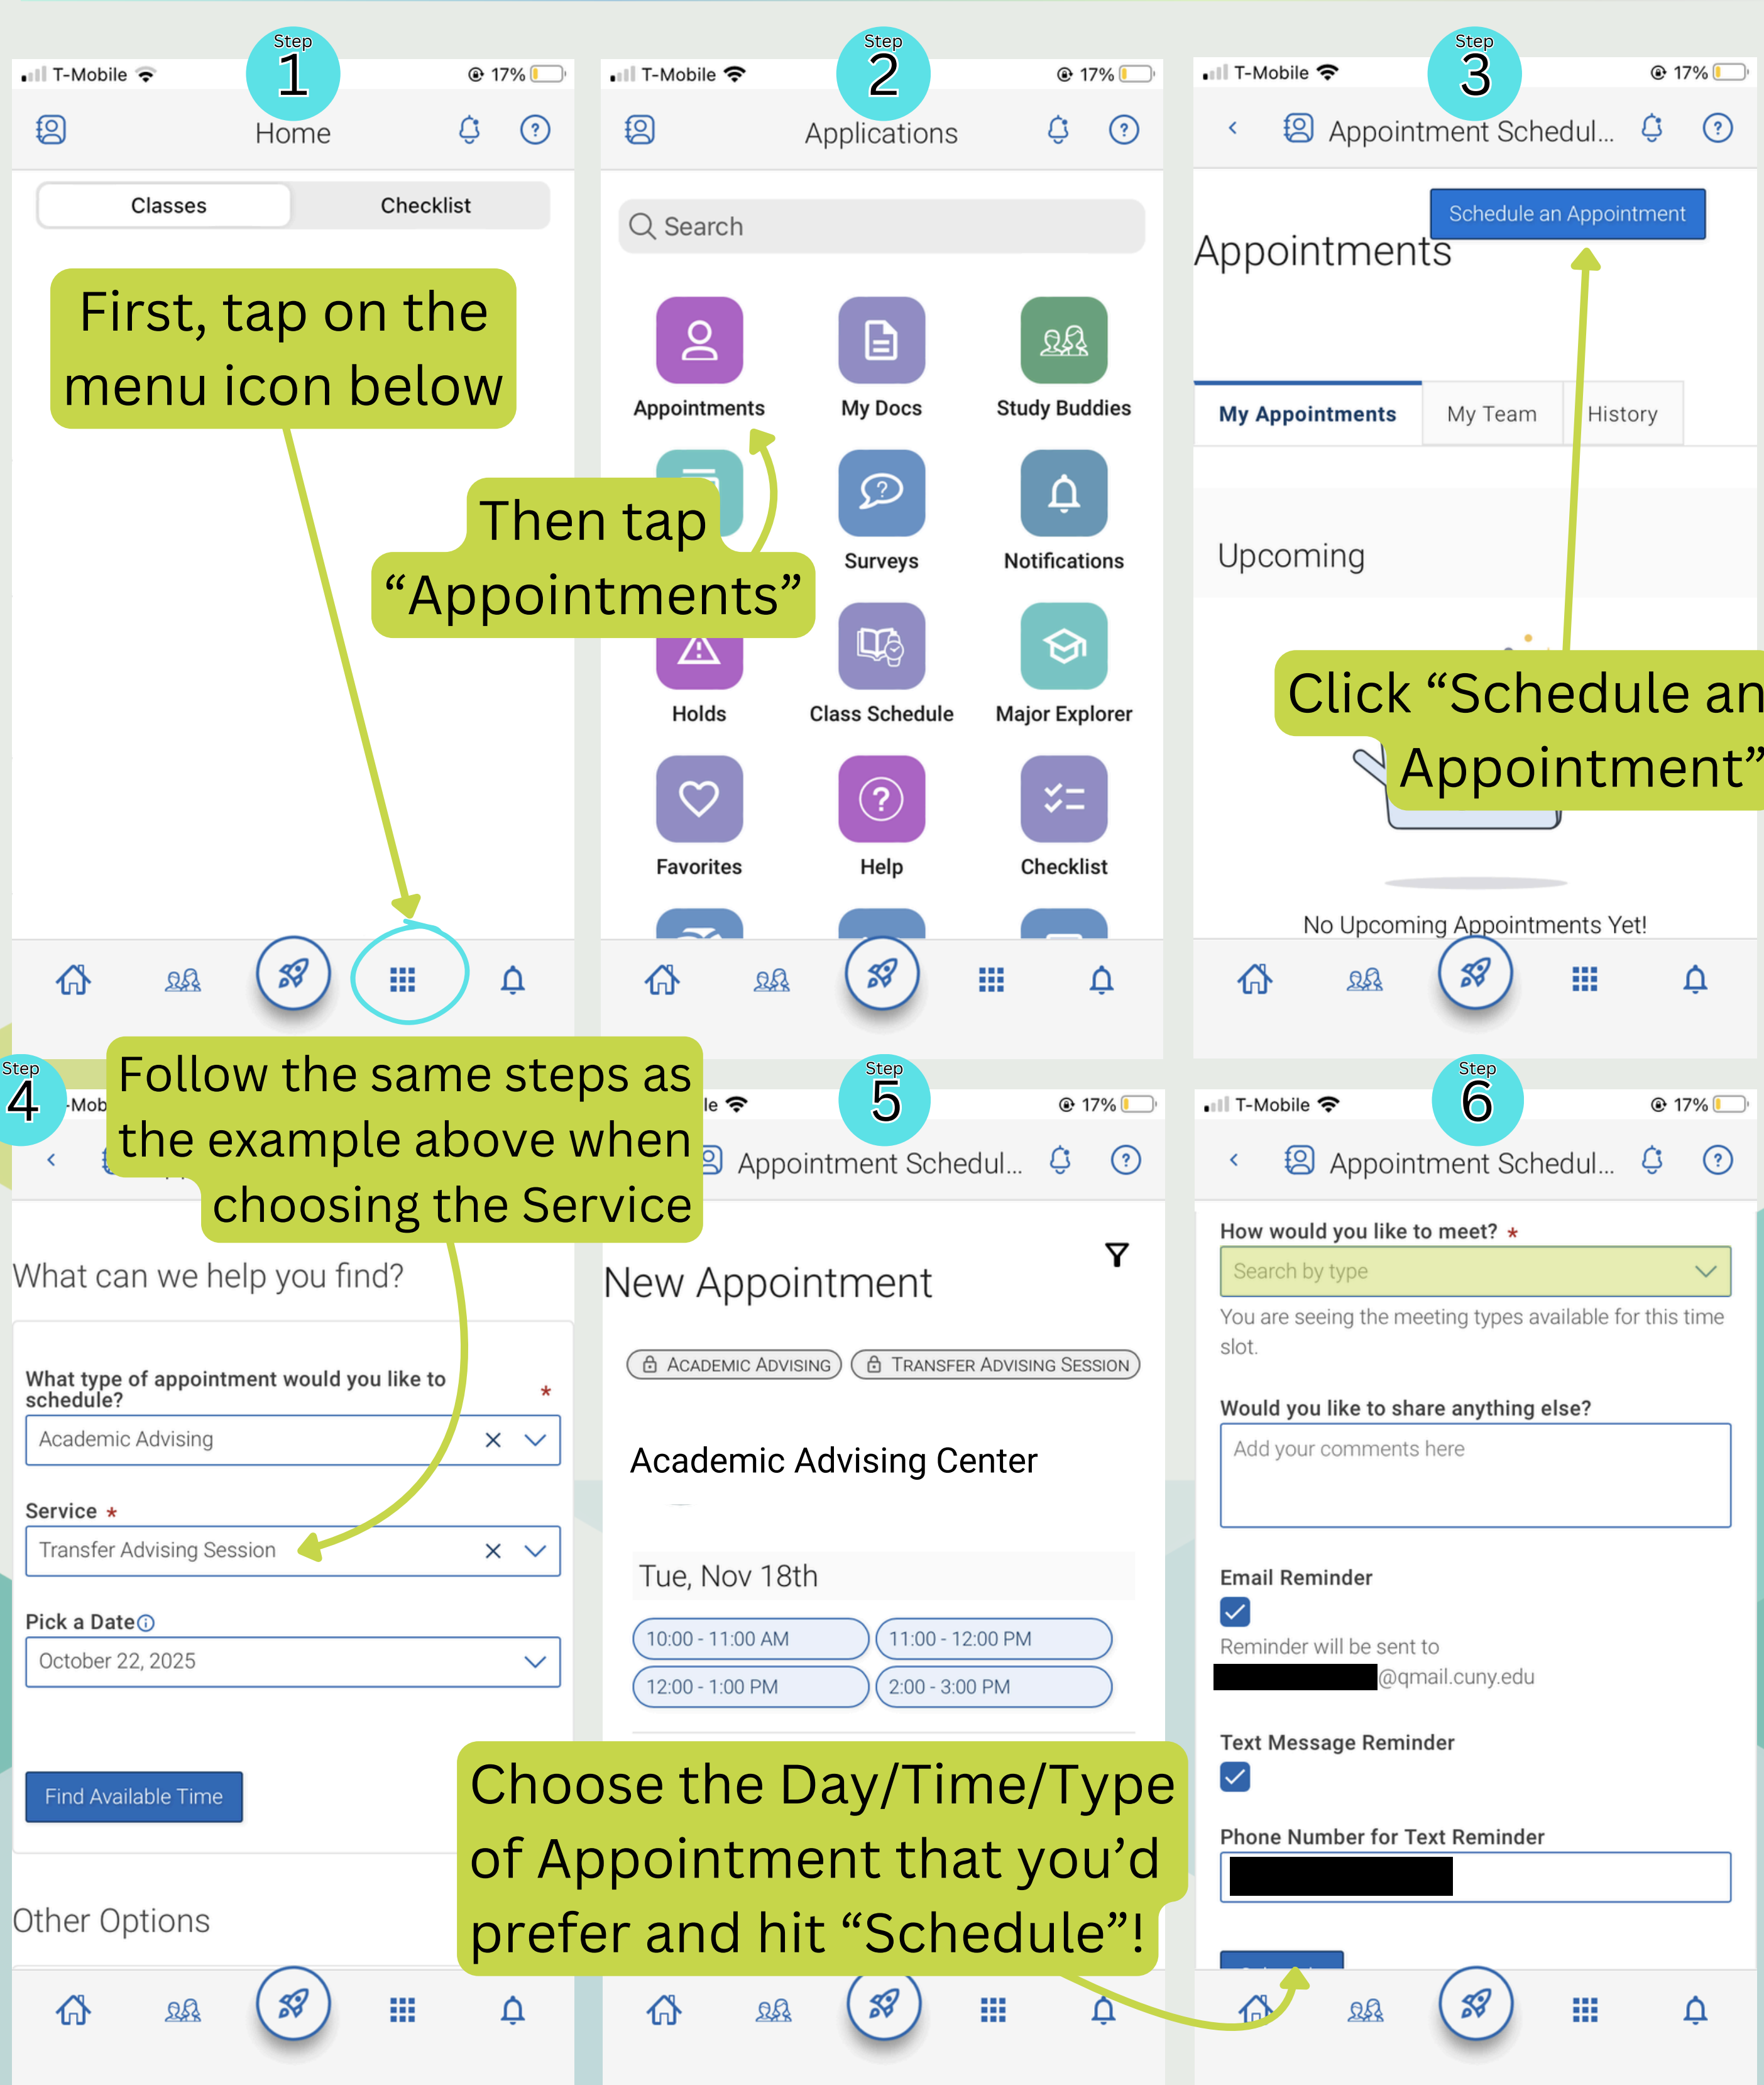 Step
1
T-Mobile
17%
Home
Classes
Checklist
First, tap on the
menu icon below
Step
2
T-Mobile
17%
Applications
Search
Appointments
My Docs
Study Buddies
Then tap
“Appointments”
Surveys
Notifications
Holds
Class Schedule
Major Explorer
Favorites
Help
Checklist
Step
3
T-Mobile
17%
Appointment Schedul...
Schedule an Appointment
Appointments
My Appointments
My Team
History
Upcoming
Click “Schedule an
Appointment”
No Upcoming Appointments Yet!
Step
4
-Mob
Follow the same steps as
the example above when
choosing the Service
What can we help you find?
What type of appointment would you like to
schedule? *
Academic Advising
Service *
Transfer Advising Session
Pick a Date
October 22, 2025
Find Available Time
Other Options
Step
5
le
17%
Appointment Schedul...
New Appointment
ACADEMIC ADVISING
TRANSFER ADVISING SESSION
Academic Advising Center
Tue, Nov 18th
10:00 - 11:00 AM
11:00 - 12:00 PM
12:00 - 1:00 PM
2:00 - 3:00 PM
Choose the Day/Time/Type
of Appointment that you’d
prefer and hit “Schedule”!
Step
6
T-Mobile
17%
Appointment Schedul...
How would you like to meet? *
Search by type
You are seeing the meeting types available for this time
slot.
Would you like to share anything else?
Add your comments here
Email Reminder
Reminder will be sent to
@qmail.cuny.edu
Text Message Reminder
Phone Number for Text Reminder